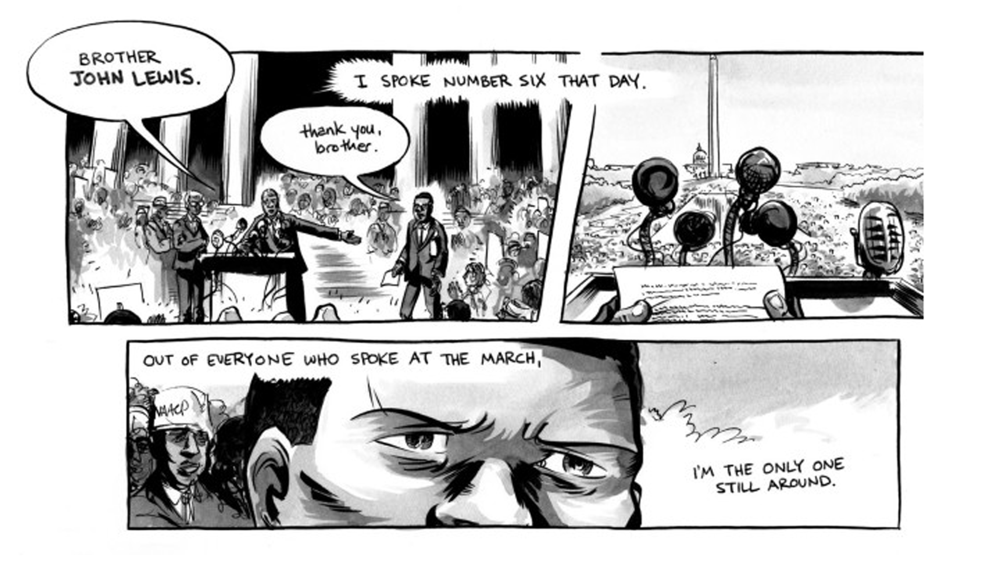 BROTHER
JOHN LEWIS.
I SPOKE NUMBER SIX THAT DAY.
thank you,
brother.
OUT OF EVERYONE WHO SPOKE AT THE MARCH,
NAACP
I'M THE ONLY ONE
STILL AROUND.